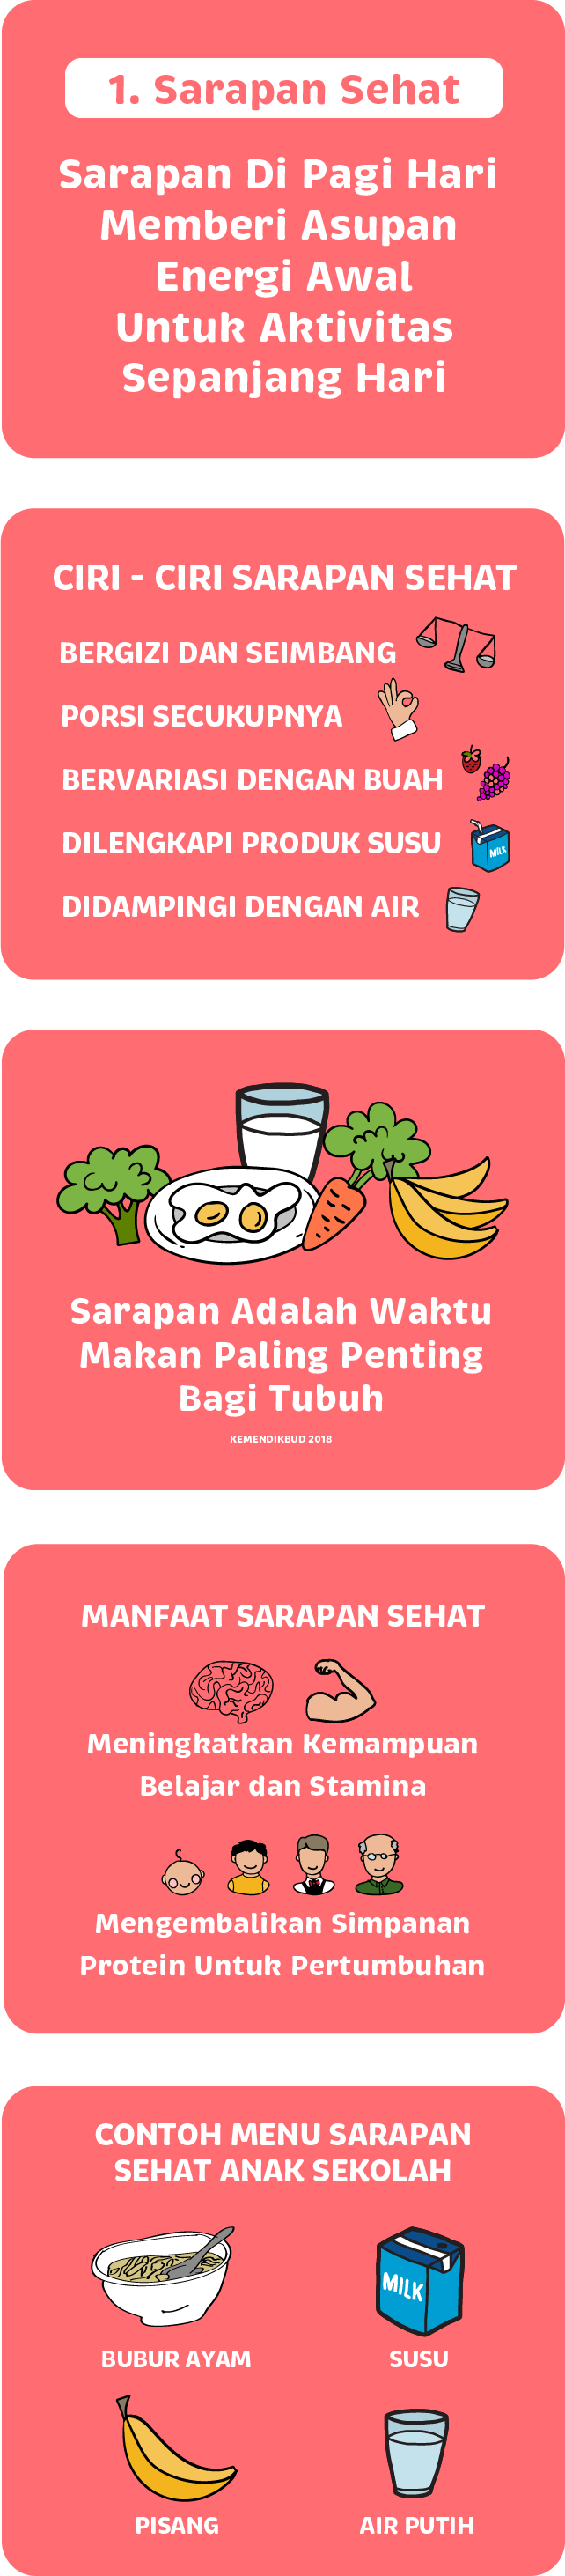 1. Sarapan Sehat
Sarapan Di Pagi Hari
Memberi Asupan
Energi Awal
Untuk Aktivitas
Sepanjang Hari
CIRI - CIRI SARAPAN SEHAT
BERGIZI DAN SEIMBANG
PORSI SECUKUPNYA
BERVARIASI DENGAN BUAH
DILENGKAPI PRODUK SUSU
MILK
DIDAMPINGI DENGAN AIR
Sarapan Adalah Waktu
Makan Paling Penting
Bagi Tubuh
KEMENDIKBUD 2018
MANFAAT SARAPAN SEHAT
Meningkatkan Kemampuan
Belajar dan Stamina
Mengembalikan Simpanan
Protein Untuk Pertumbuhan
CONTOH MENU SARAPAN
SEHAT ANAK SEKOLAH
MILK
BUBUR AYAM
SUSU
PISANG
AIR PUTIH